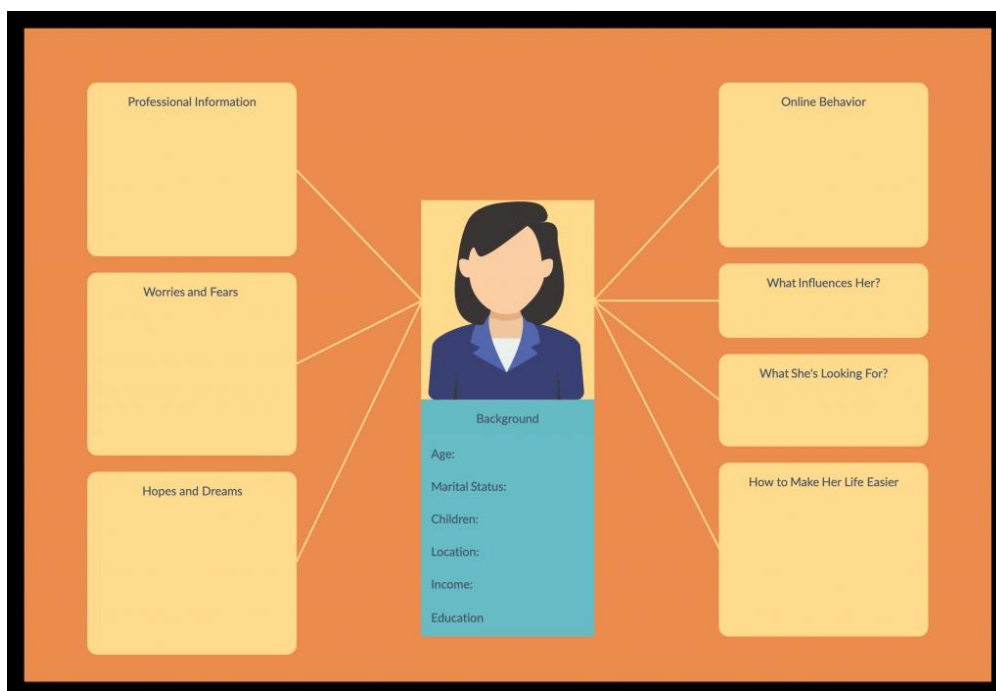 Professional Information
Worries and Fears
Hopes and Dreams
Background
Age:
Marital Status:
Children:
Location:
Income:
Education
Online Behavior
What Influences Her?
What She's Looking For?
How to Make Her Life Easier